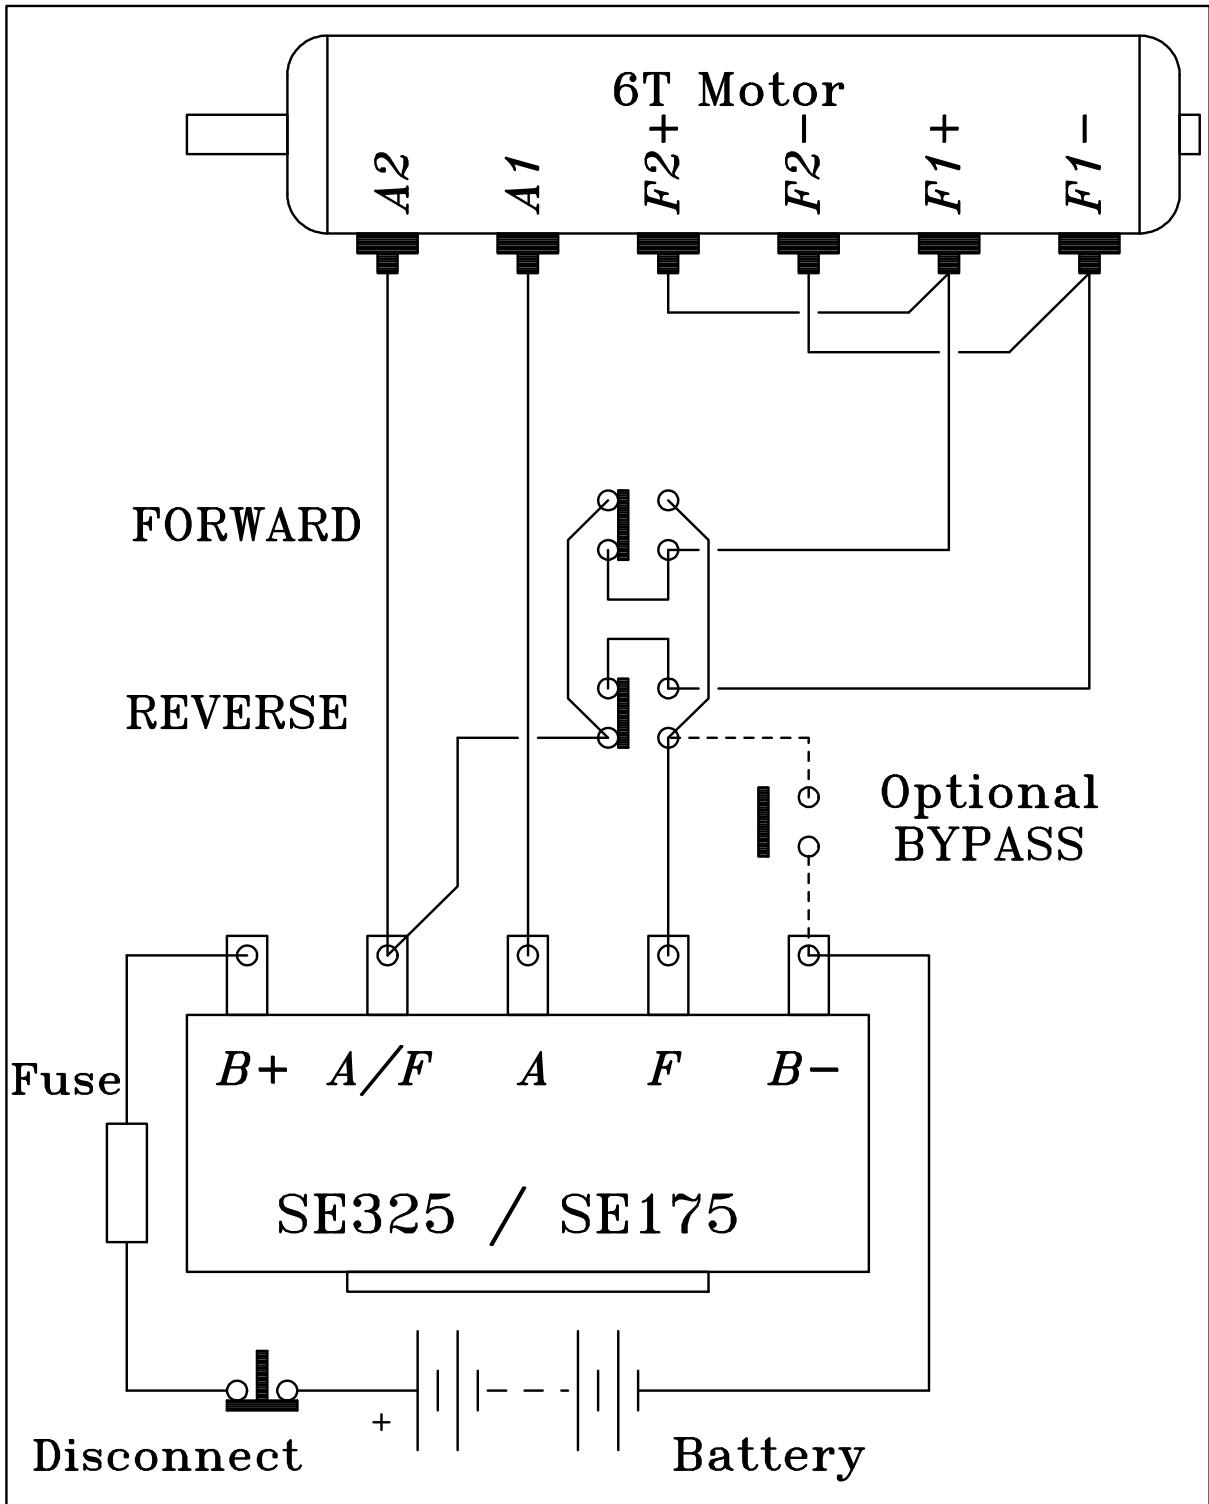 6T Motor
A2 A1 F2+ F2- F1+ F1-
FORWARD
REVERSE
Optional
BYPASS
B+ A/F A F B-
Fuse
SE325 / SE175
+
Disconnect
Battery